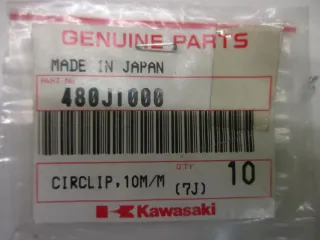 GENUINE PARTS
MADE IN JAPAN
PART NO
480J1000
CIRCLIP,10M/M
(7J)
QTY
10
Kawasaki